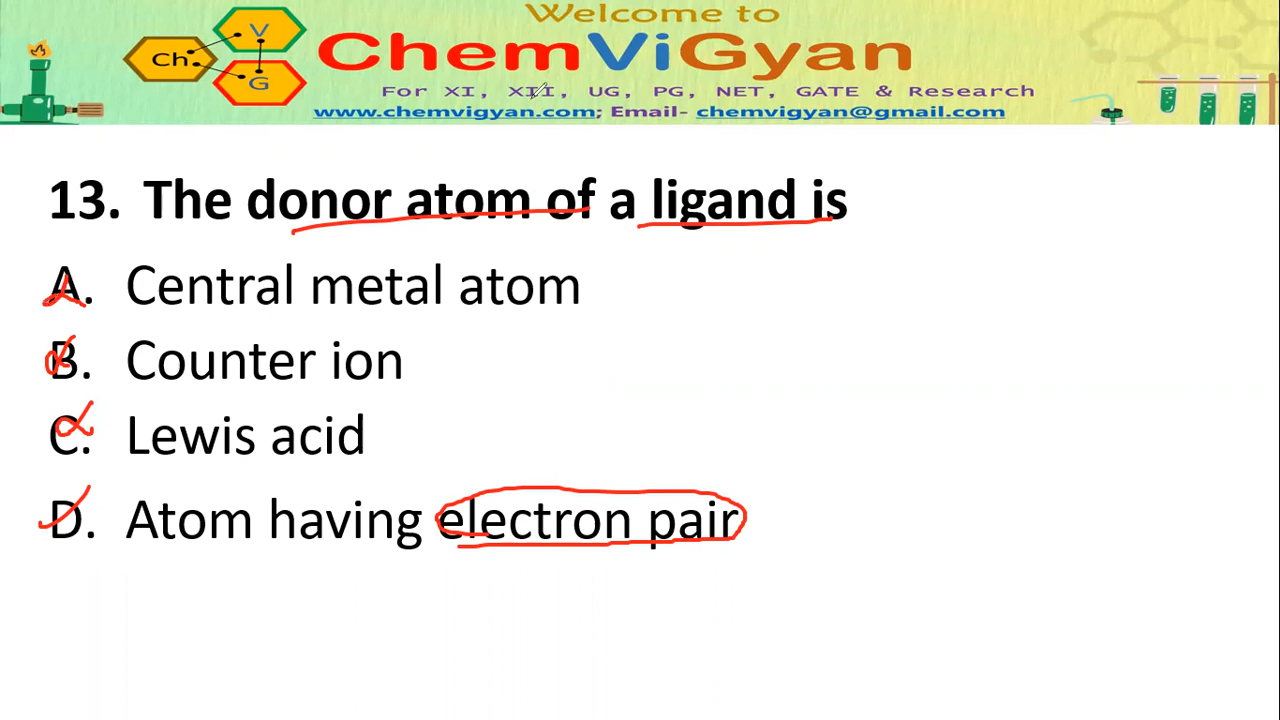 Welcome to
Ch V G ChemViGyan
For XI, XII, UG, PG, NET, GATE & Research
www.chemvigyan.com; Email- chemvigyan@gmail.com
13. The donor atom of a ligand is
A. Central metal atom
B. Counter ion
C. Lewis acid
D. Atom having electron pair